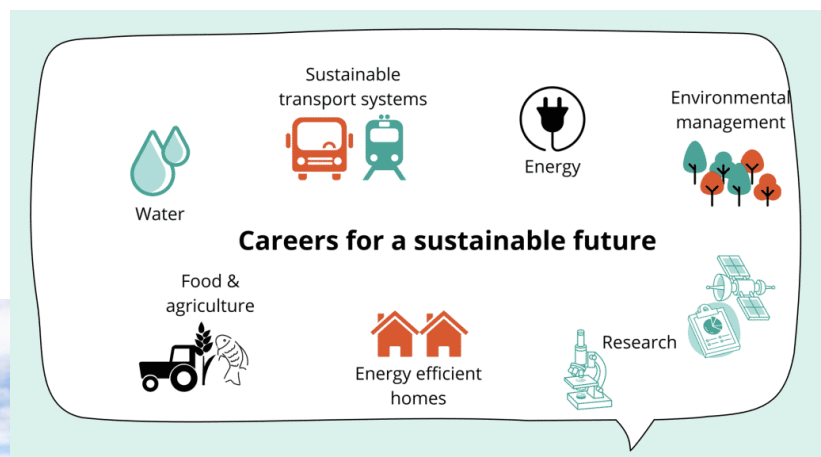 Sustainable
transport systems
Environmental
management
Energy
Water
Careers for a sustainable future
Food &
agriculture
Research
Energy efficient
homes